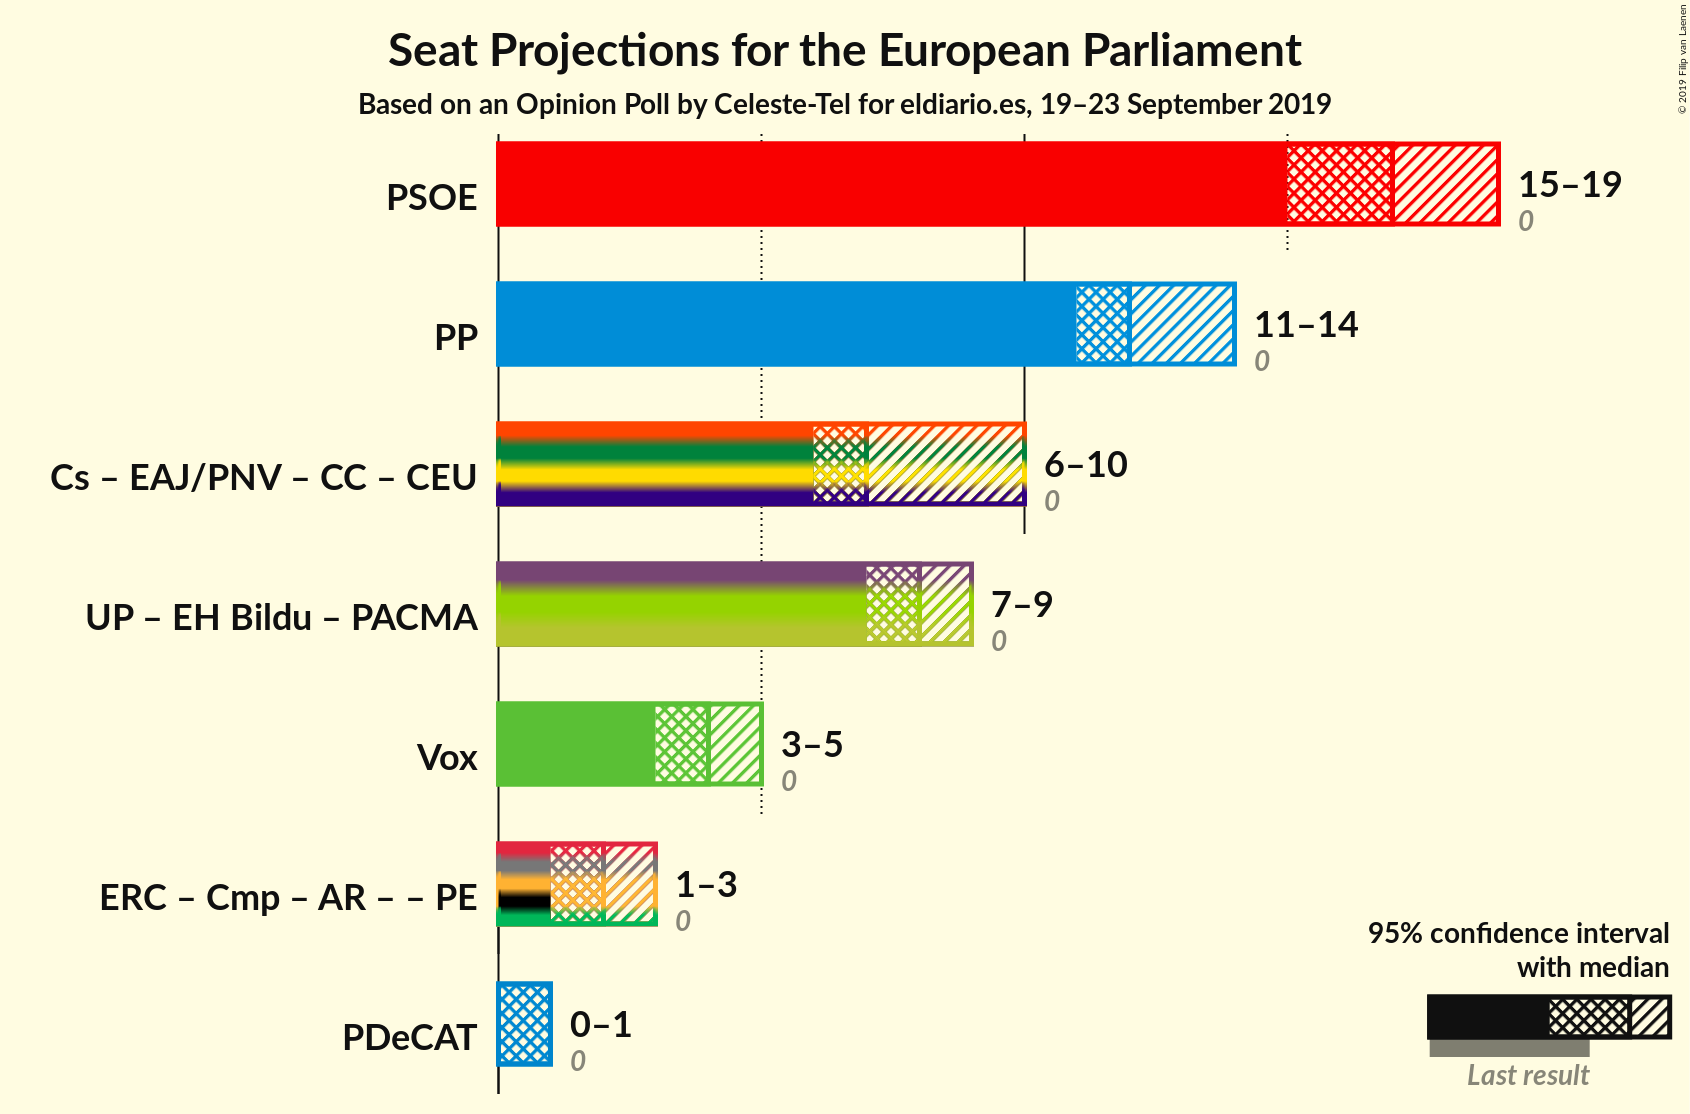 Seat Projections for the European Parliament
Based on an Opinion Poll by Celeste-Tel for eldiario.es, 19–23 September 2019
© 2019 Filip van Laenen
PSOE
15–19
0
PP
11–14
0
Cs – EAJ/PNV – CC – CEU
6–10
0
UP – EH Bildu – PACMA
7–9
0
Vox
3–5
0
ERC – Cmp – AR – – PE
1–3
0
PDeCAT
0–1
0
95% confidence interval
with median
Last result